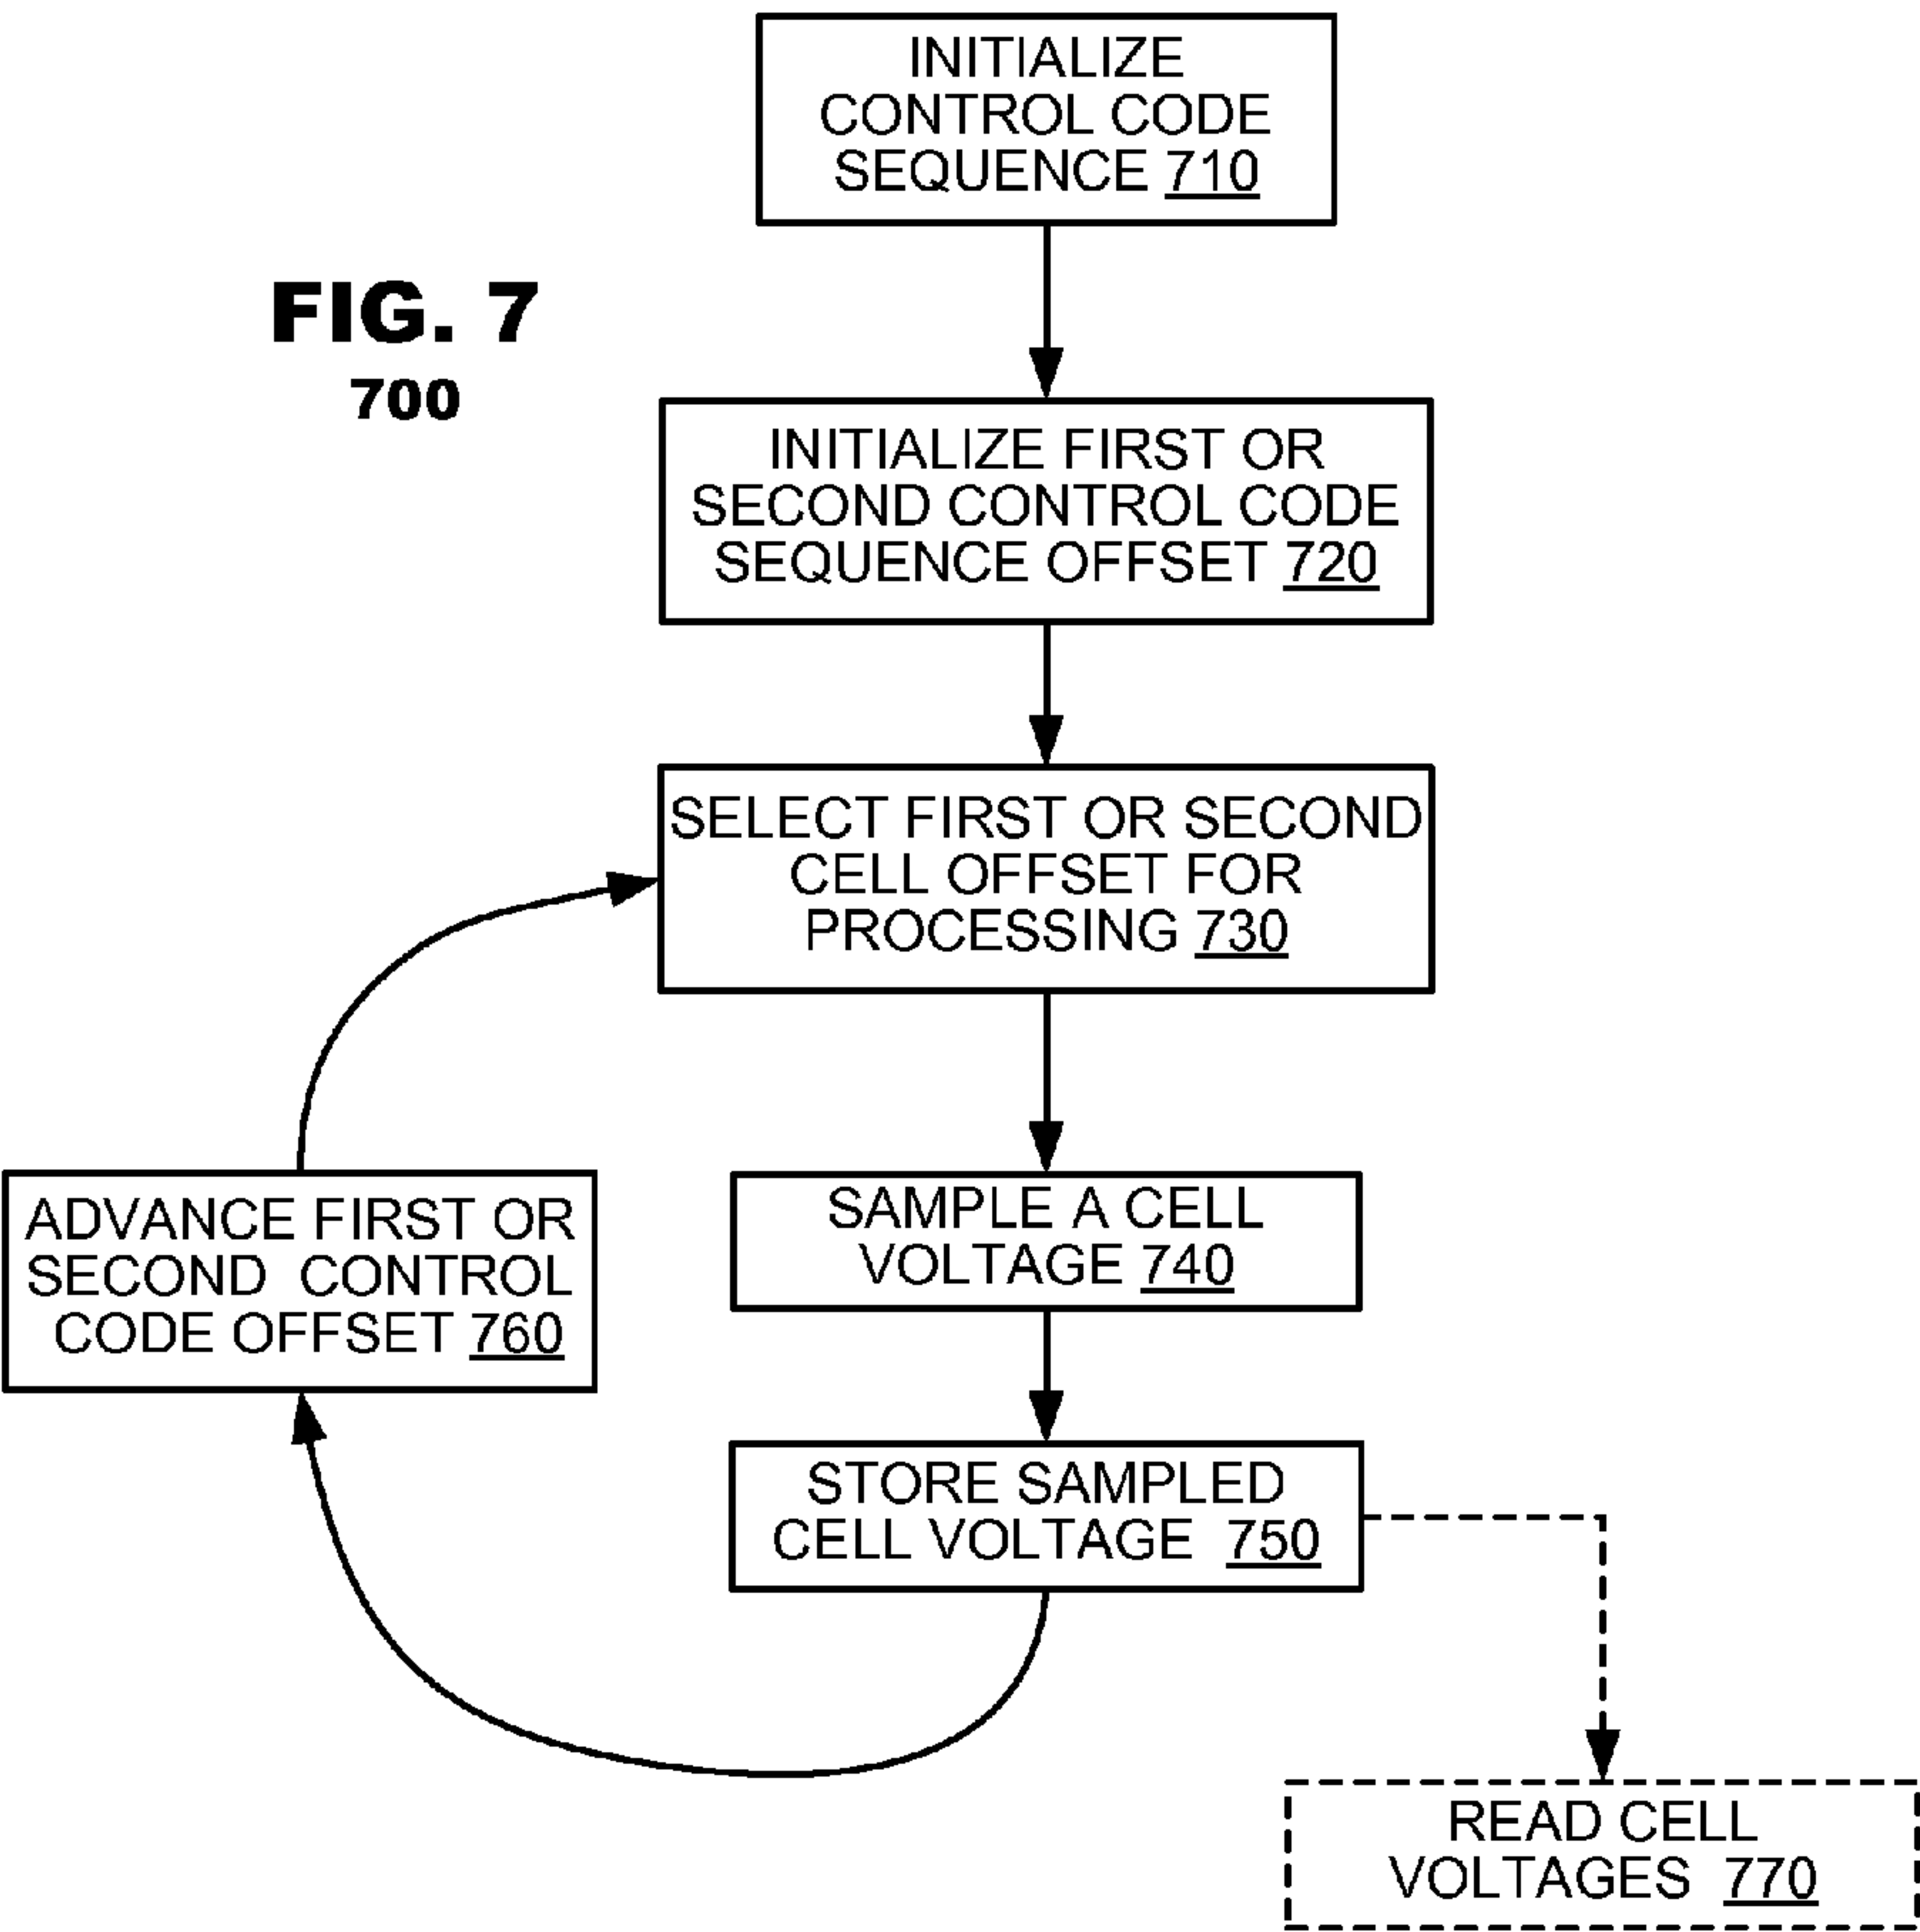 INITIALIZE
CONTROL CODE
SEQUENCE 710
FIG. 7
700
INITIALIZE FIRST OR
SECOND CONTROL CODE
SEQUENCE OFFSET 720
SELECT FIRST OR SECOND
CELL OFFSET FOR
PROCESSING 730
ADVANCE FIRST OR
SECOND CONTROL
CODE OFFSET 760
SAMPLE A CELL
VOLTAGE 740
STORE SAMPLED
CELL VOLTAGE 750
READ CELL
VOLTAGES 770